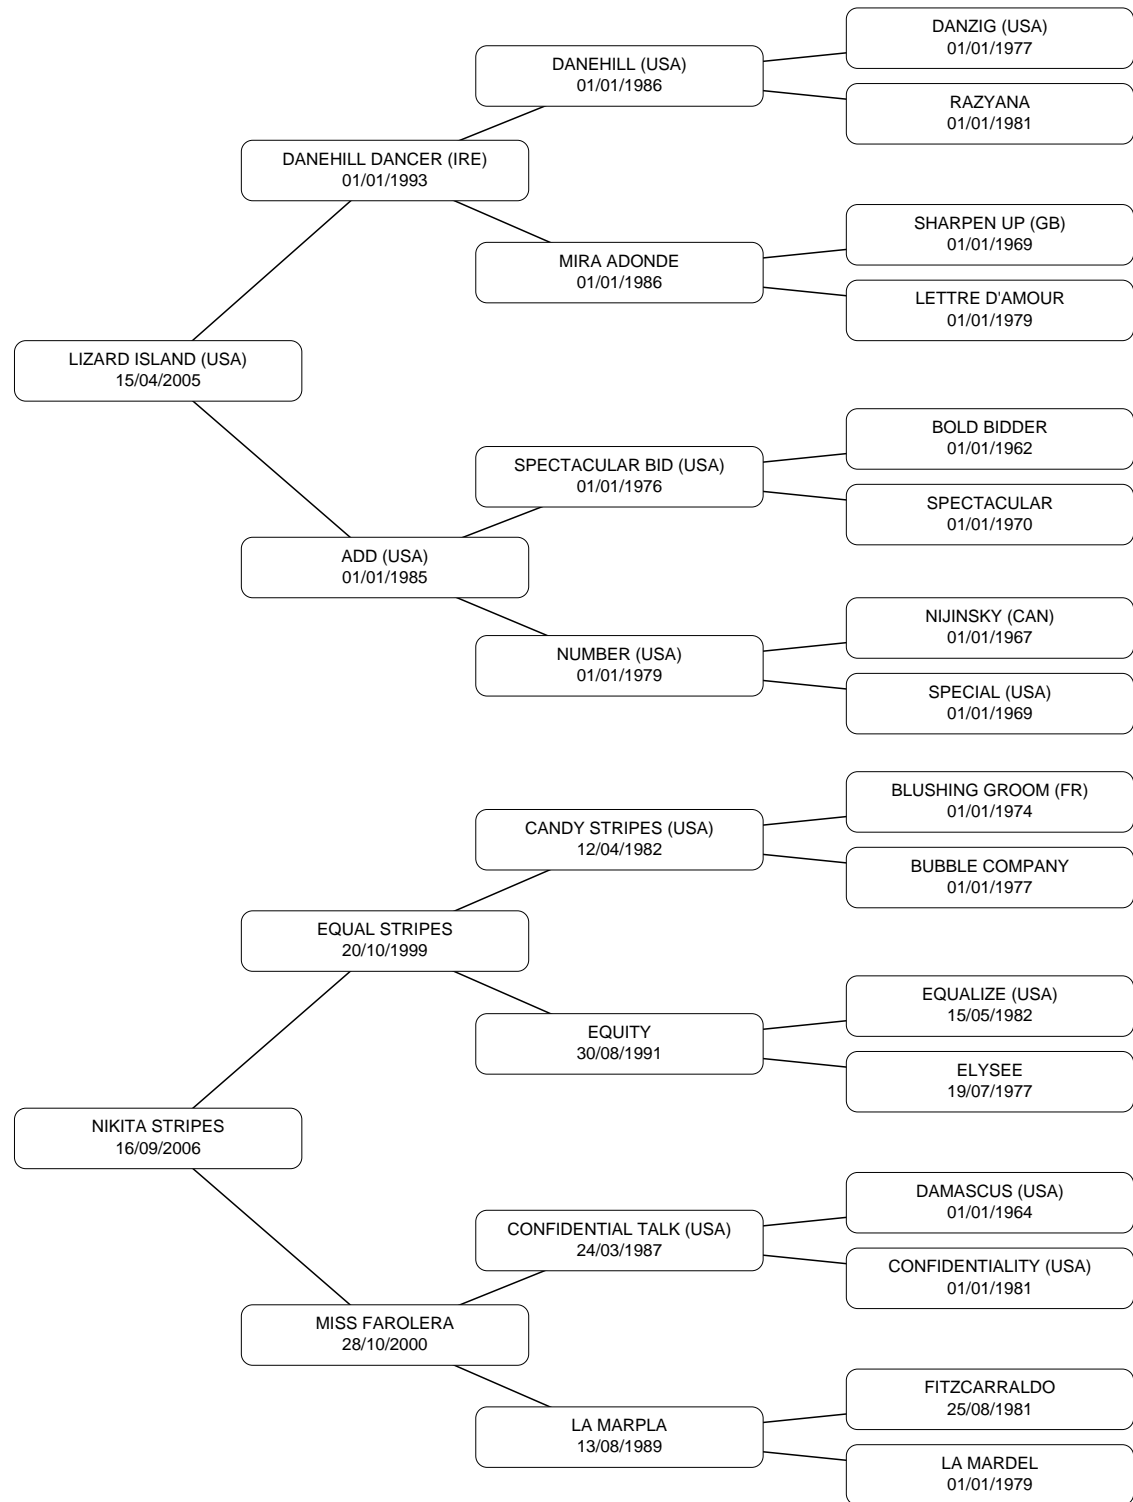 DANZIG (USA)
01/01/1977
DANEHILL (USA)
01/01/1986
RAZYANA
01/01/1981
DANEHILL DANCER (IRE)
01/01/1993
SHARPEN UP (GB)
01/01/1969
MIRA ADONDE
01/01/1986
LETTRE D'AMOUR
01/01/1979
LIZARD ISLAND (USA)
15/04/2005
BOLD BIDDER
01/01/1962
SPECTACULAR BID (USA)
01/01/1976
SPECTACULAR
01/01/1970
ADD (USA)
01/01/1985
NIJINSKY (CAN)
01/01/1967
NUMBER (USA)
01/01/1979
SPECIAL (USA)
01/01/1969
BLUSHING GROOM (FR)
01/01/1974
CANDY STRIPES (USA)
12/04/1982
BUBBLE COMPANY
01/01/1977
EQUAL STRIPES
20/10/1999
EQUALIZE (USA)
15/05/1982
EQUITY
30/08/1991
ELYSEE
19/07/1977
NIKITA STRIPES
16/09/2006
DAMASCUS (USA)
01/01/1964
CONFIDENTIAL TALK (USA)
24/03/1987
CONFIDENTIALITY (USA)
01/01/1981
MISS FAROLERA
28/10/2000
FITZCARRALDO
25/08/1981
LA MARPLA
13/08/1989
LA MARDEL
01/01/1979